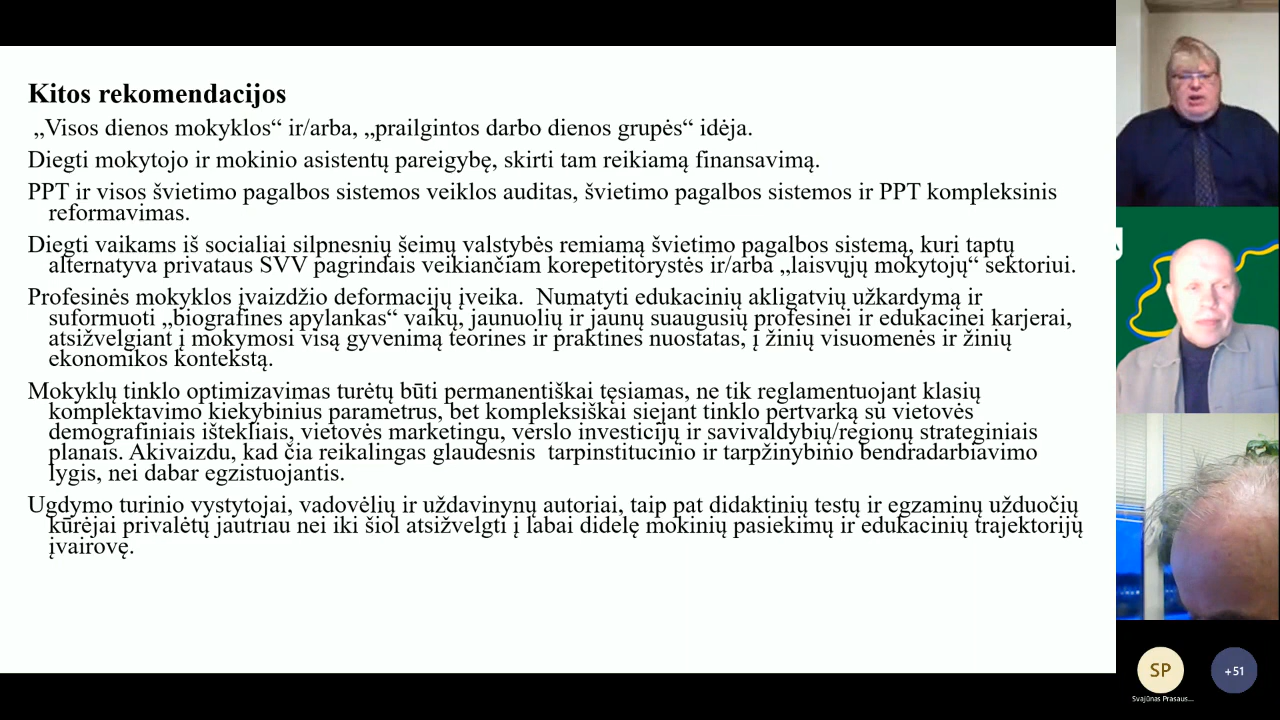 Kitos rekomendacijos
„Visos dienos mokyklos“ ir/arba, „prailgintos darbo dienos grupės“ idėja.
Diegti mokytojo ir mokinio asistentų pareigybę, skirti tam reikiamą finansavimą.
PPT ir visos švietimo pagalbos sistemos veiklos auditas, švietimo pagalbos sistemos ir PPT kompleksinis
reformavimas.
Diegti vaikams iš socialiai silpnesnių šeimų valstybės remiamą švietimo pagalbos sistemą, kuri taptų
alternatyva privataus SVV pagrindais veikiančiam korepetitorystės ir/arba „laisvųjų mokytojų“ sektoriui.
Profesinės mokyklos įvaizdžio deformacijų įveika.  Numatyti edukacinių akligatvių užkardymą ir
suformuoti „biografines apylankas“ vaikų, jaunuolių ir jaunų suaugusių profesinei ir edukacinei karjerai,
atsižvelgiant į mokymosi visą gyvenimą teorines ir praktines nuostatas, į žinių visuomenės ir žinių
ekonomikos kontekstą.
Mokyklų tinklo optimizavimas turėtų būti permanentiškai tęsiamas, ne tik reglamentuojant klasių
komplektavimo kiekybinius parametrus, bet kompleksiškai siejant tinklo pertvarką su vietovės
demografiniais ištekliais, vietovės marketingu, verslo investicijų ir savivaldybių/regionų strateginiais
planais. Akivaizdu, kad čia reikalingas glaudesnis  tarpinstitucinio ir tarpžinybinio bendradarbiavimo
lygis, nei dabar egzistuojantis.
Ugdymo turinio vystytojai, vadovėlių ir uždavinynų autoriai, taip pat didaktinių testų ir egzaminų užduočių
kūrėjai privalėtų jautriau nei iki šiol atsižvelgti į labai didelę mokinių pasiekimų ir edukacinių trajektorijų
įvairovę.
SP
+51
Svajūnas Prasaus...